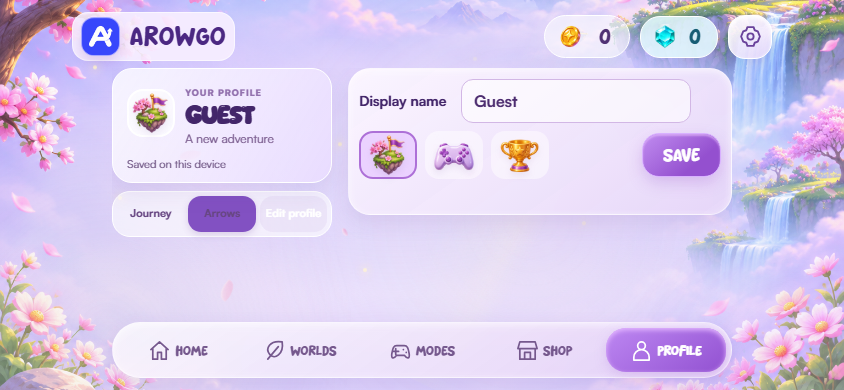 AROWGO
0
0
YOUR PROFILE
GUEST
A new adventure
Saved on this device
Journey
Arrows
Edit profile
Display name
Guest
SAVE
HOME
WORLDS
MODES
SHOP
PROFILE